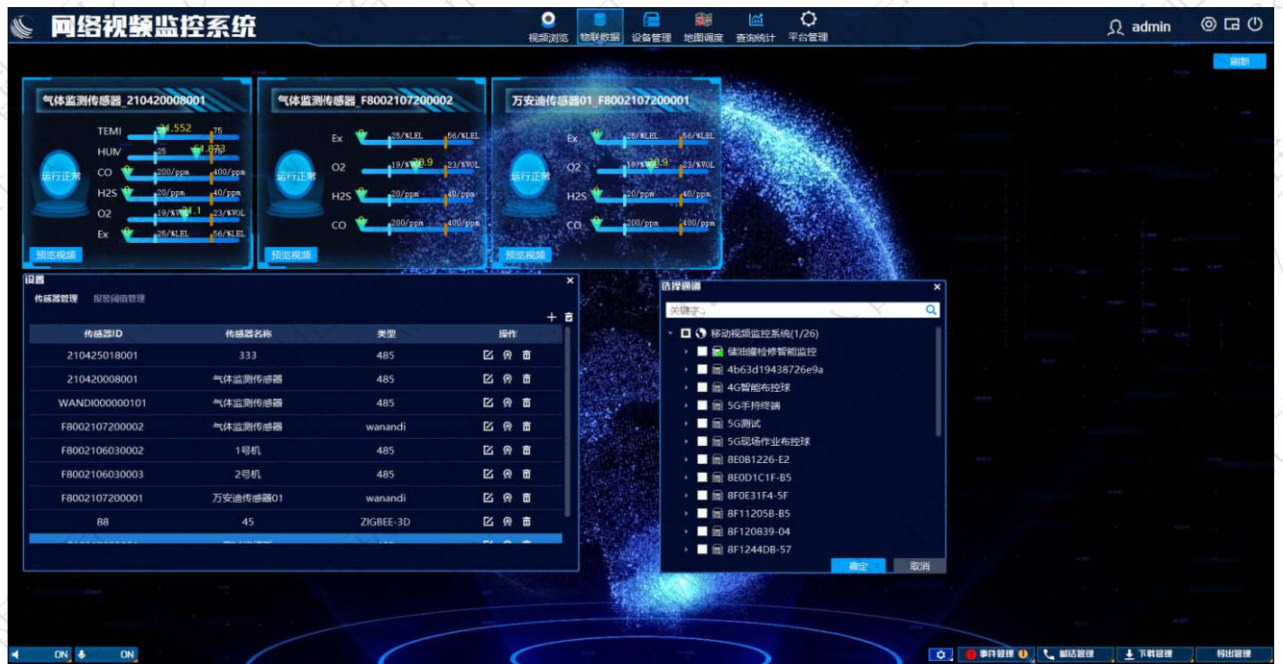 网络视频监控系统
视频浏览 物联数据 设备管理 地图调度 查询统计 平台管理
admin
刷新
气体监测传感器_210420008001
TEMI 75
HUM 25
CO 200/ppm 400/ppm
H2S 20/ppm 40/ppm
O2 19/%VOL 23/%VOL
Ex 25/%LEL 56/%LEL
运行正常
预览视频
气体监测传感器_F8002107200002
Ex 25/%LEL 56/%LEL
O2 19/%VOL 20.9 23/%VOL
H2S 20/ppm 40/ppm
CO 200/ppm 400/ppm
运行正常
预览视频
万安迪传感器01_F8002107200001
Ex 25/%LEL 56/%LEL
O2 19/%VOL 20.9 23/%VOL
H2S 20/ppm 40/ppm
CO 200/ppm 400/ppm
运行正常
预览视频
设置
传感器管理 报警阈值管理
传感器ID 传感器名称 类型 操作
210425018001 333 485
210420008001 气体监测传感器 485
WANDI000000101 气体监测传感器 485
F8002107200002 气体监测传感器 wanandi
F8002106030002 1号机 485
F8002106030003 2号机 485
F8002107200001 万安迪传感器01 wanandi
88 45 ZIGBEE-3D
选择通道
关键字...
移动视频监控系统(1/26)
储油罐检修智能监控
4b63d19438726e9a
4G智能布控球
5G手持终端
5G测试
5G现场作业布控球
8E0B1226-E2
8E0D1C1F-B5
8F0E31F4-5F
8F11205B-B5
8F120839-04
8F1244DB-57
确定 取消
ON ON
事件管理 喊话管理 下载管理 导出管理